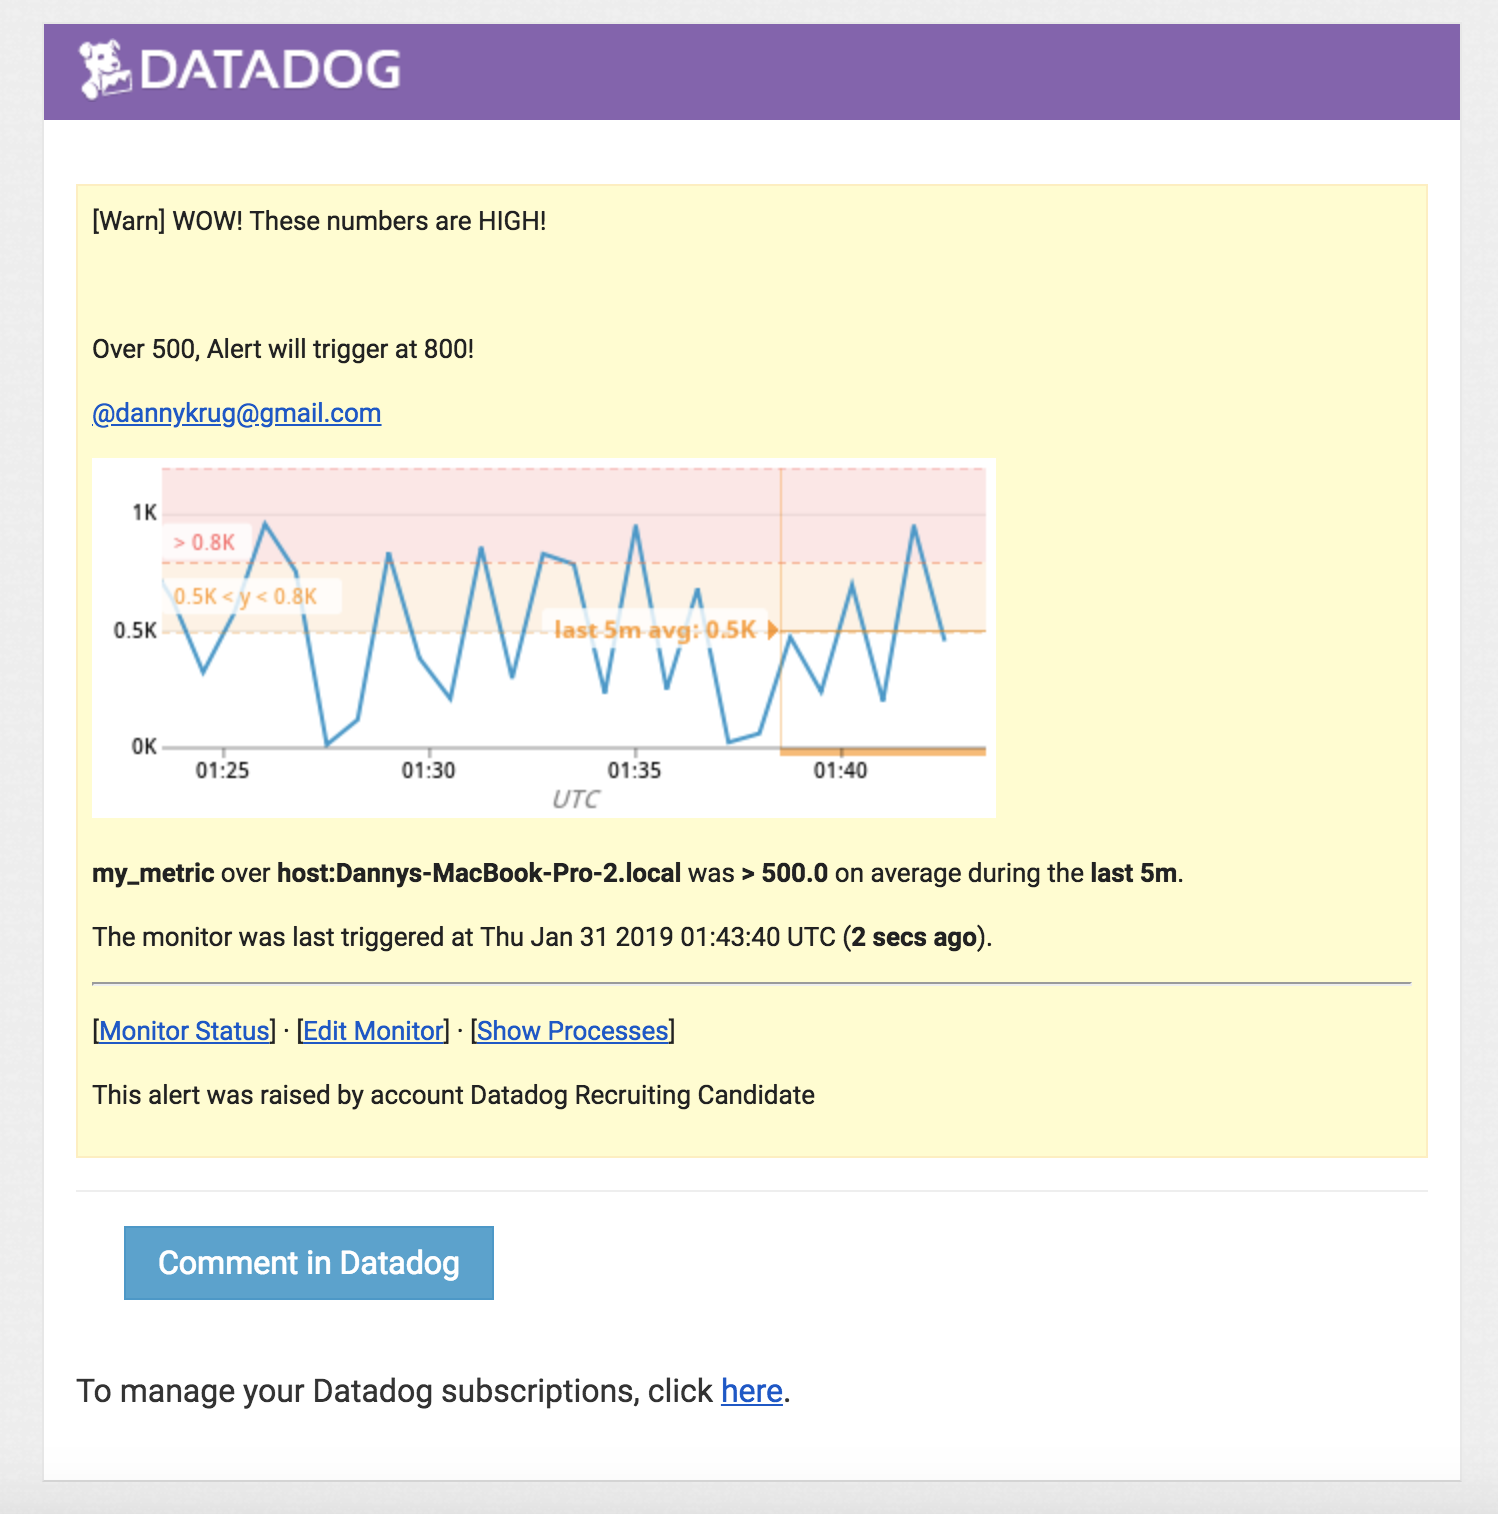 DATADOG
[Warn] WOW! These numbers are HIGH!
Over 500, Alert will trigger at 800!
@dannykrug@gmail.com
1K
> 0.8K
0.5K < y < 0.8K
0.5K
last 5m avg: 0.5K
0K
01:25 01:30 01:35 01:40
UTC
my_metric over host:Dannys-MacBook-Pro-2.local was > 500.0 on average during the last 5m.
The monitor was last triggered at Thu Jan 31 2019 01:43:40 UTC (2 secs ago).
[Monitor Status] · [Edit Monitor] · [Show Processes]
This alert was raised by account Datadog Recruiting Candidate
Comment in Datadog
To manage your Datadog subscriptions, click here.